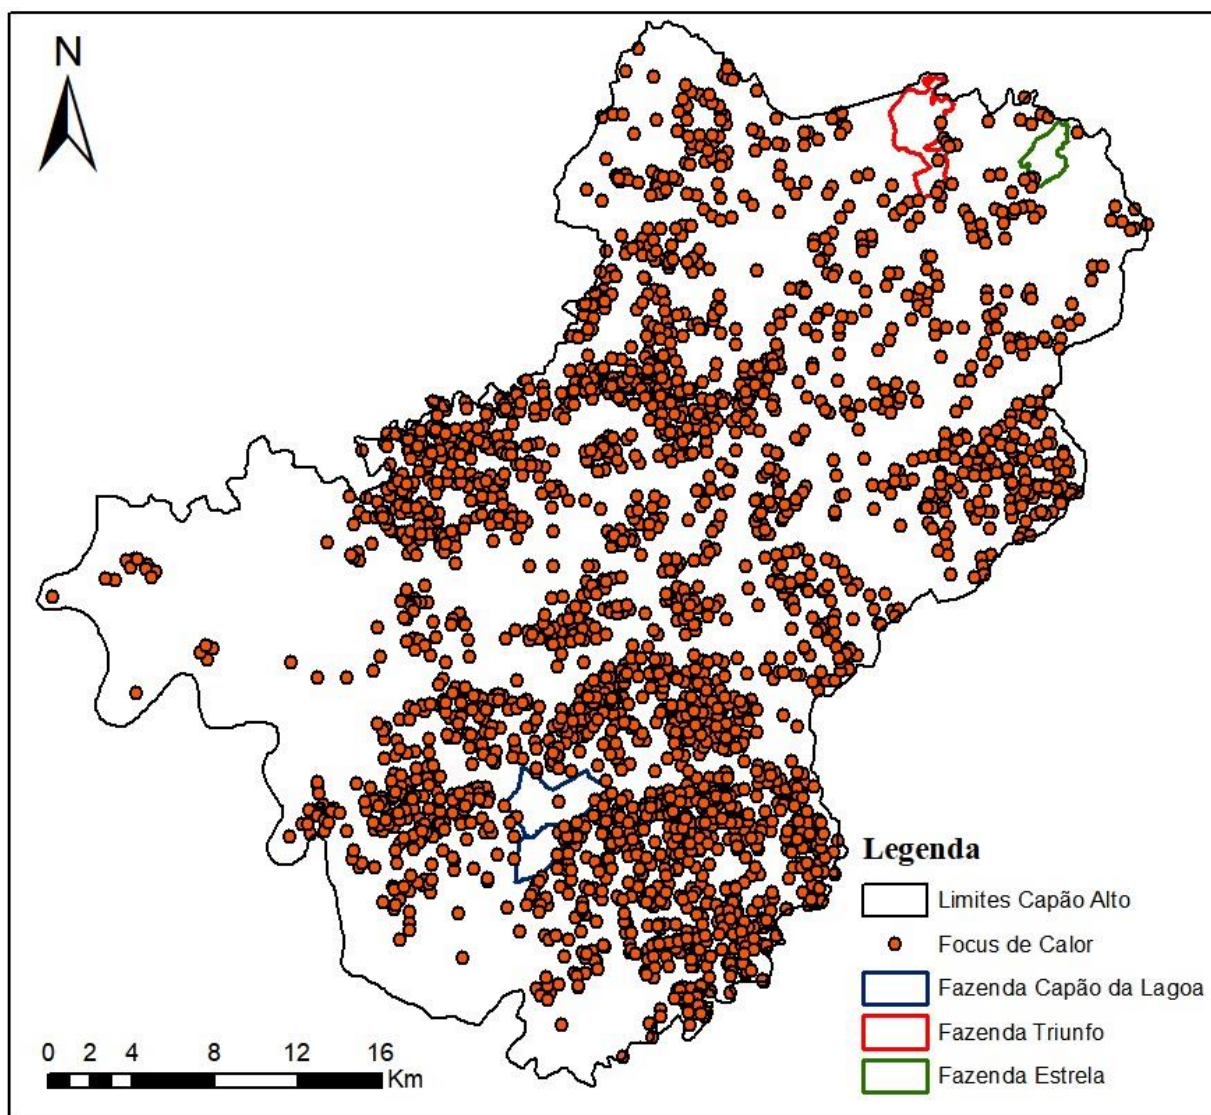 N
Legenda
Limites Capão Alto
Focus de Calor
Fazenda Capão da Lagoa
Fazenda Triunfo
Fazenda Estrela
0 2 4 8 12 16
Km